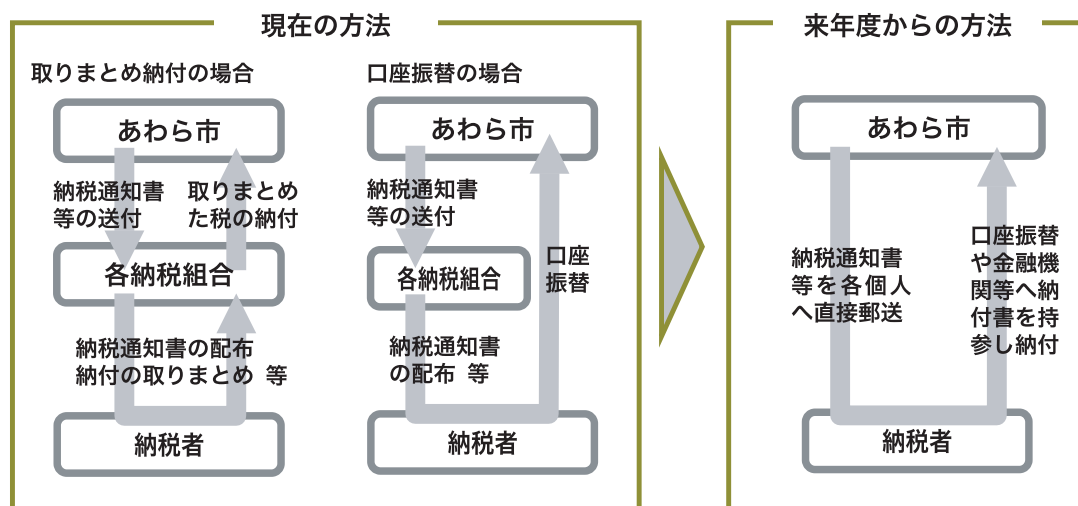 現在の方法
取りまとめ納付の場合
あわら市
納税通知書
等の送付
取りまとめ
た税の納付
各納税組合
納税通知書の配布
納付の取りまとめ 等
納税者
口座振替の場合
あわら市
納税通知書
等の送付
各納税組合
口座
振替
納税通知書
の配布 等
納税者
来年度からの方法
あわら市
納税通知書
等を各個人
へ直接郵送
口座振替
や金融機
関等へ納
付書を持
参し納付
納税者